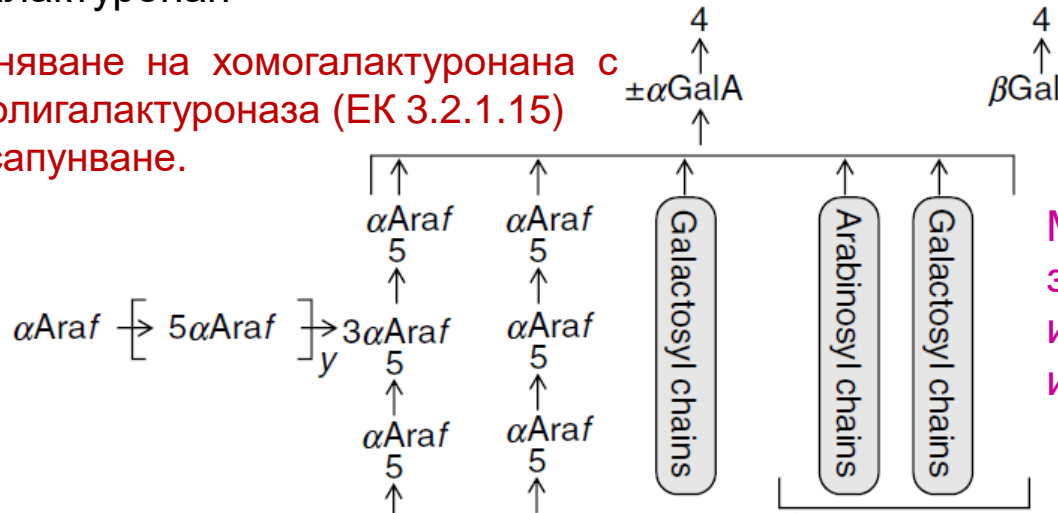 лактуронан
няване на хомогалактуронана с
олигалактуроназа (ЕК 3.2.1.15)
сапунване.
4
4
±αGalA
βGal
αAraf
αAraf
5
5
αAraf
5αAraf
y
3αAraf
αAraf
5
5
αAraf
αAraf
5
5
Galactosyl chains
Arabinosyl chains
Galactosyl chains